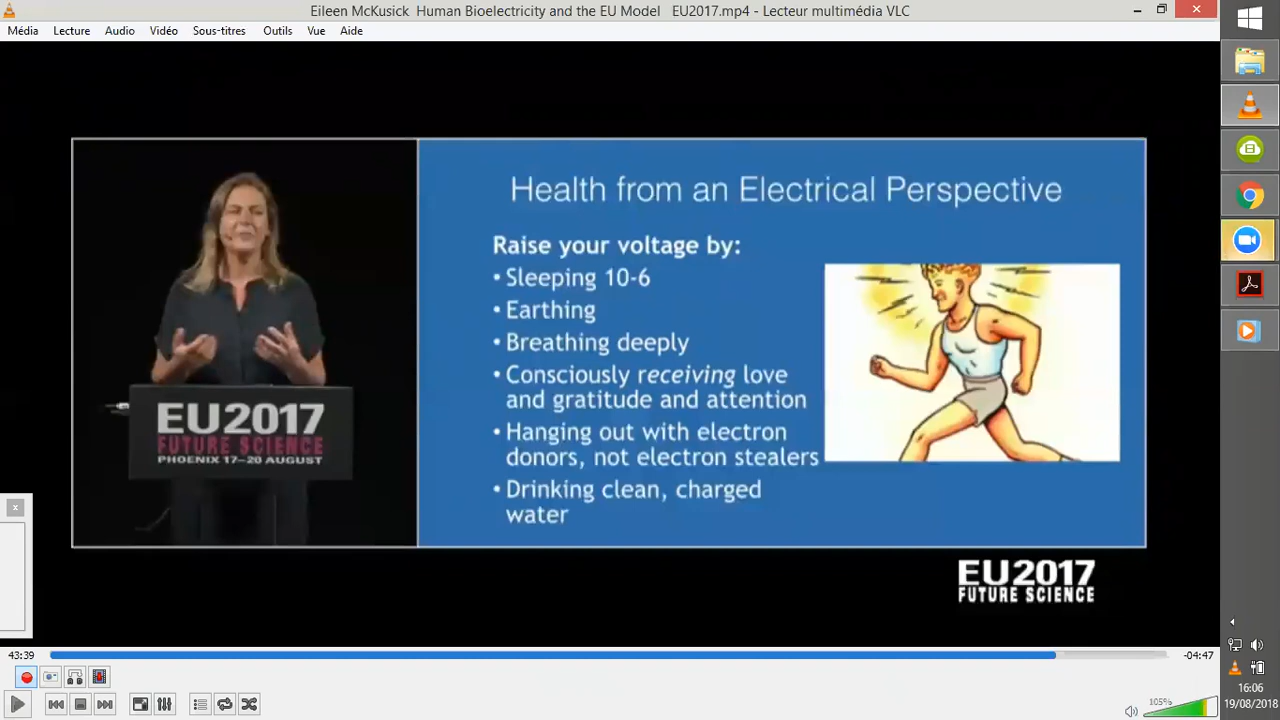 Eileen McKusick  Human Bioelectricity and the EU Model   EU2017.mp4 - Lecteur multimédia VLC
Média Lecture Audio Vidéo Sous-titres Outils Vue Aide
Health from an Electrical Perspective
Raise your voltage by:
• Sleeping 10-6
• Earthing
• Breathing deeply
• Consciously receiving love
and gratitude and attention
• Hanging out with electron
donors, not electron stealers
• Drinking clean, charged
water
EU2017
FUTURE SCIENCE
PHOENIX 17-20 AUGUST
EU2017
FUTURE SCIENCE
43:39
-04:47
105%
16:06
19/08/2018